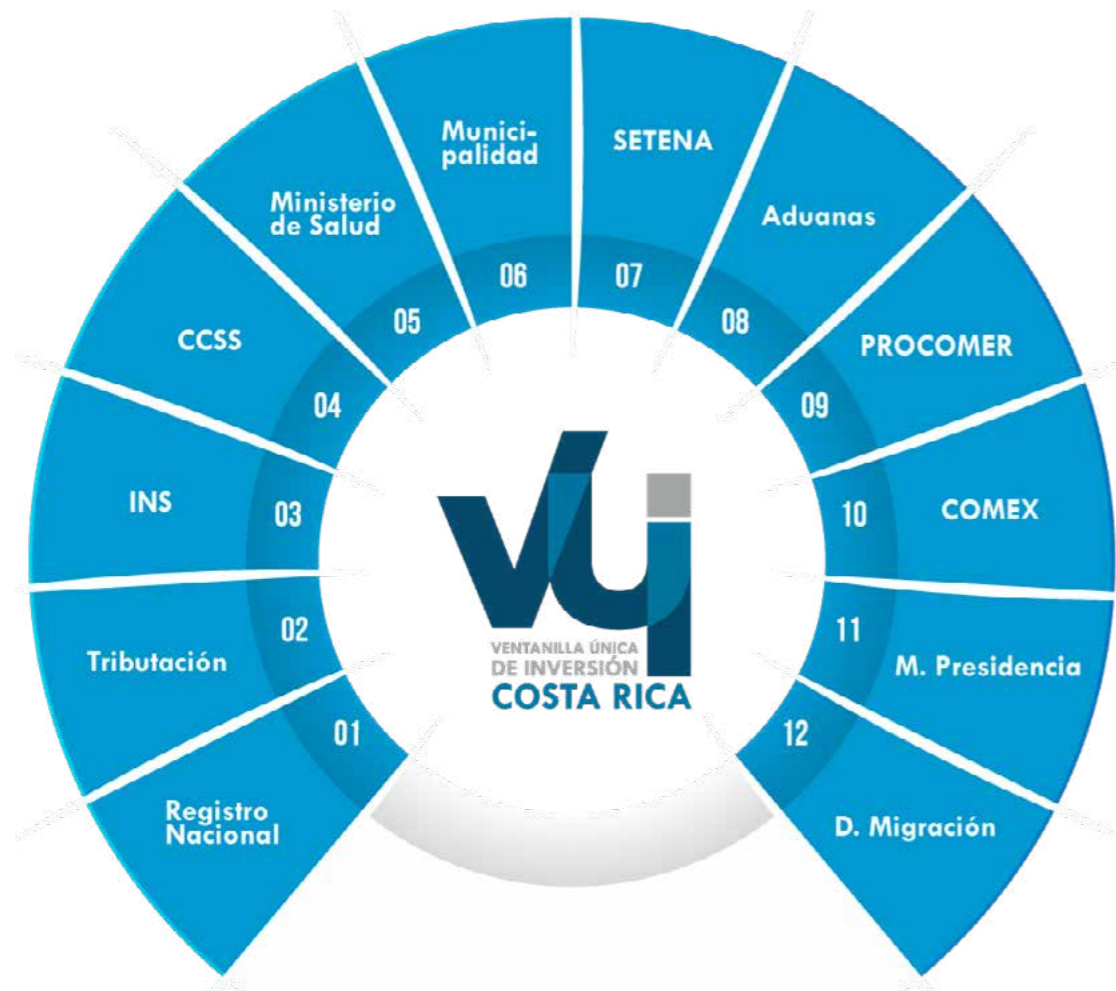 01
Registro
Nacional
02
Tributación
03
INS
04
CCSS
05
Ministerio
de Salud
06
Munici-
palidad
07
SETENA
08
Aduanas
09
PROCOMER
10
COMEX
11
M. Presidencia
12
D. Migración
VUi
VENTANILLA ÚNICA
DE INVERSIÓN
COSTA RICA